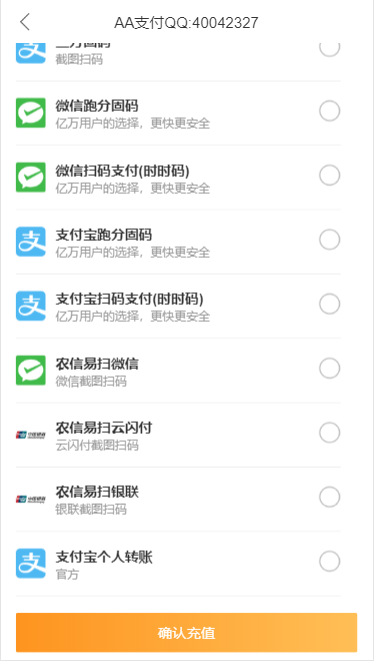 AA支付QQ:40042327
三方固码
截图扫码
微信跑分固码
亿万用户的选择，更快更安全
微信扫码支付(时时码)
亿万用户的选择，更快更安全
支付宝跑分固码
亿万用户的选择，更快更安全
支付宝扫码支付(时时码)
亿万用户的选择，更快更安全
农信易扫微信
微信截图扫码
农信易扫云闪付
云闪付截图扫码
农信易扫银联
银联截图扫码
支付宝个人转账
官方
确认充值